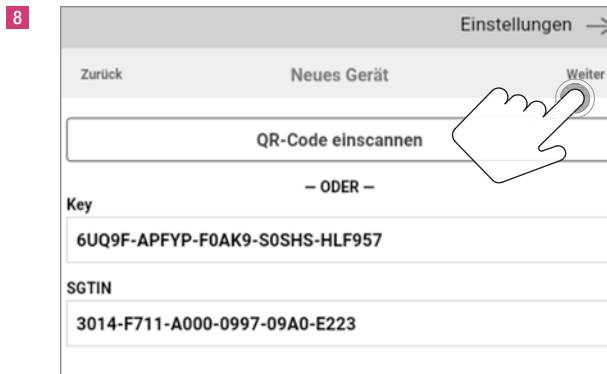 8
Einstellungen
Zurück Neues Gerät Weiter
QR-Code einscannen
– ODER –
Key
6UQ9F-APFYP-F0AK9-S0SHS-HLF957
SGTIN
3014-F711-A000-0997-09A0-E223